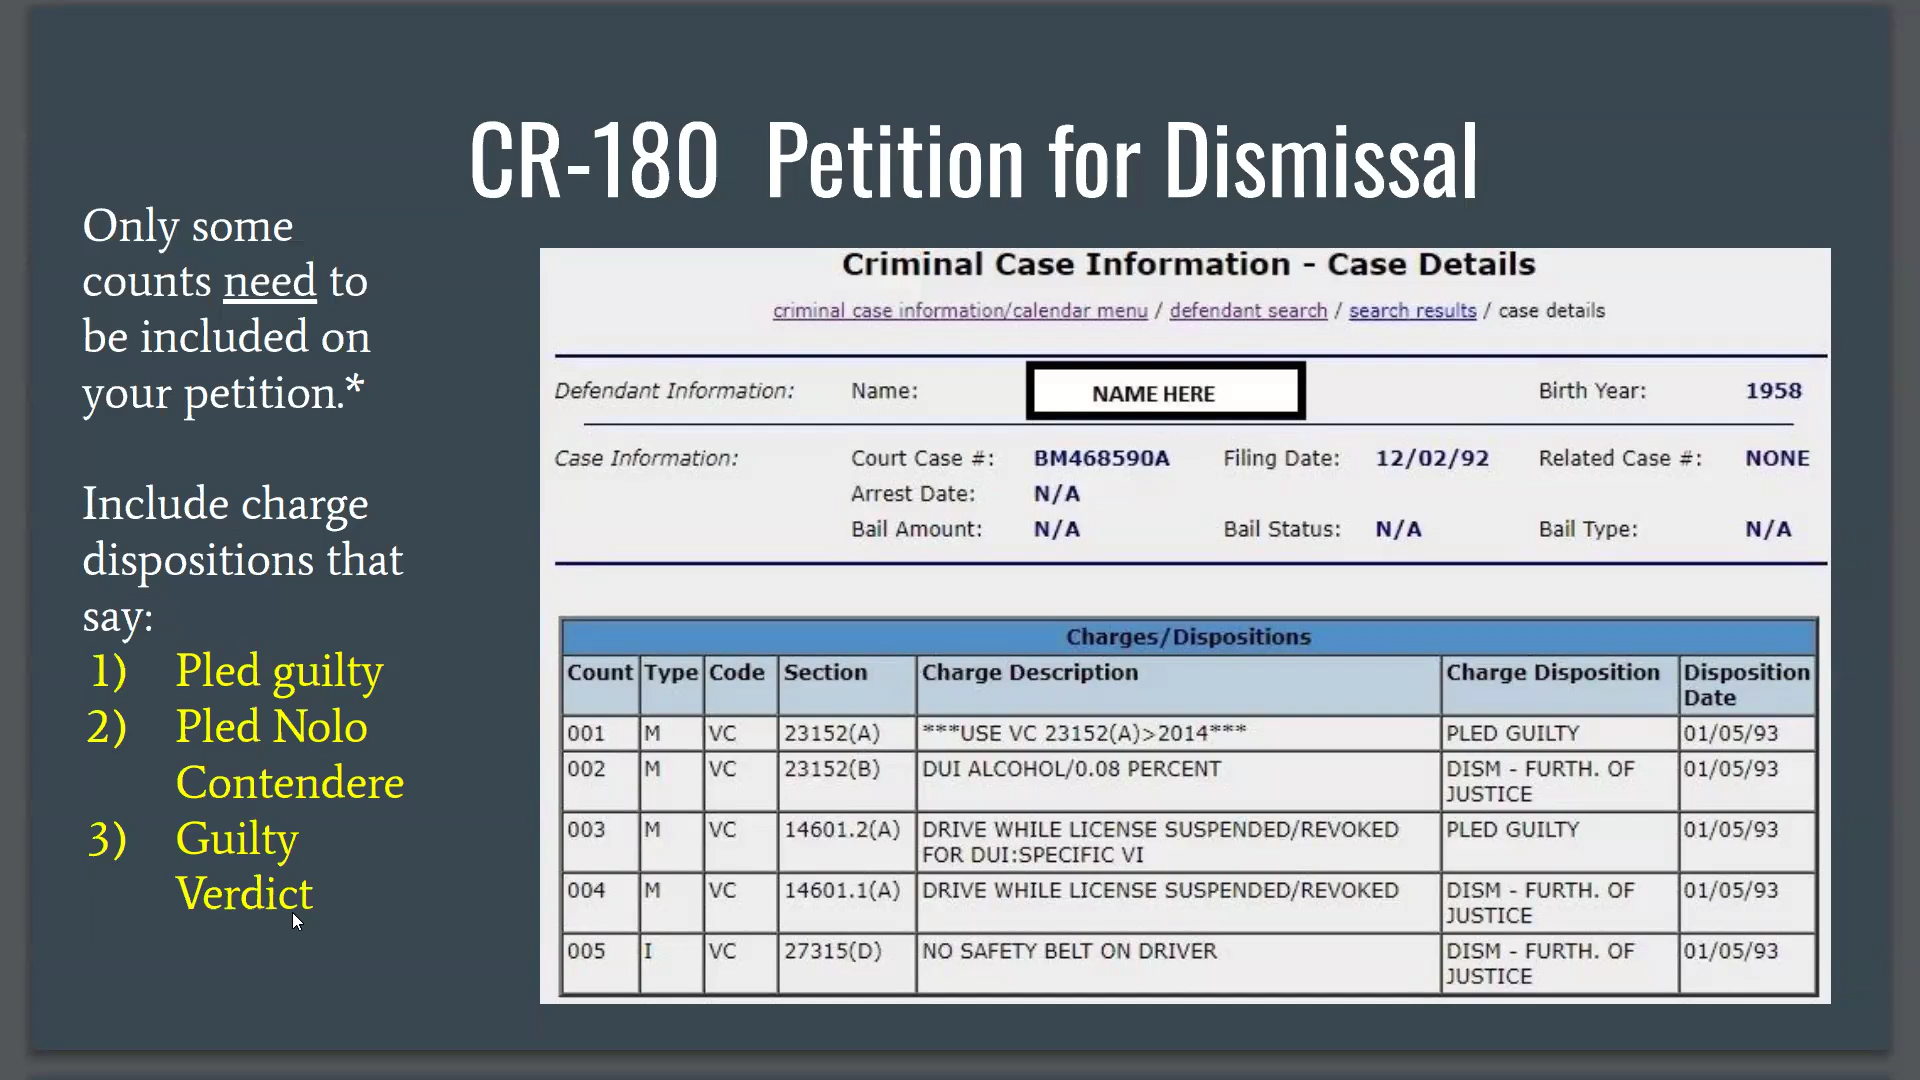 CR-180 Petition for Dismissal
Only some
counts need to
be included on
your petition.*
Include charge
dispositions that
say:
1) Pled guilty
2) Pled Nolo
Contendere
3) Guilty
Verdict
Criminal Case Information - Case Details
criminal case information/calendar menu / defendant search / search results / case details
Defendant Information: Name: NAME HERE Birth Year: 1958
Case Information: Court Case #: BM468590A Filing Date: 12/02/92 Related Case #: NONE
Arrest Date: N/A
Bail Amount: N/A Bail Status: N/A Bail Type: N/A
Charges/Dispositions
Count Type Code Section Charge Description Charge Disposition Disposition
Date
001 M VC 23152(A) ***USE VC 23152(A)>2014*** PLED GUILTY 01/05/93
002 M VC 23152(B) DUI ALCOHOL/0.08 PERCENT DISM - FURTH. OF 01/05/93
JUSTICE
003 M VC 14601.2(A) DRIVE WHILE LICENSE SUSPENDED/REVOKED PLED GUILTY 01/05/93
FOR DUI:SPECIFIC VI
004 M VC 14601.1(A) DRIVE WHILE LICENSE SUSPENDED/REVOKED DISM - FURTH. OF 01/05/93
JUSTICE
005 I VC 27315(D) NO SAFETY BELT ON DRIVER DISM - FURTH. OF 01/05/93
JUSTICE